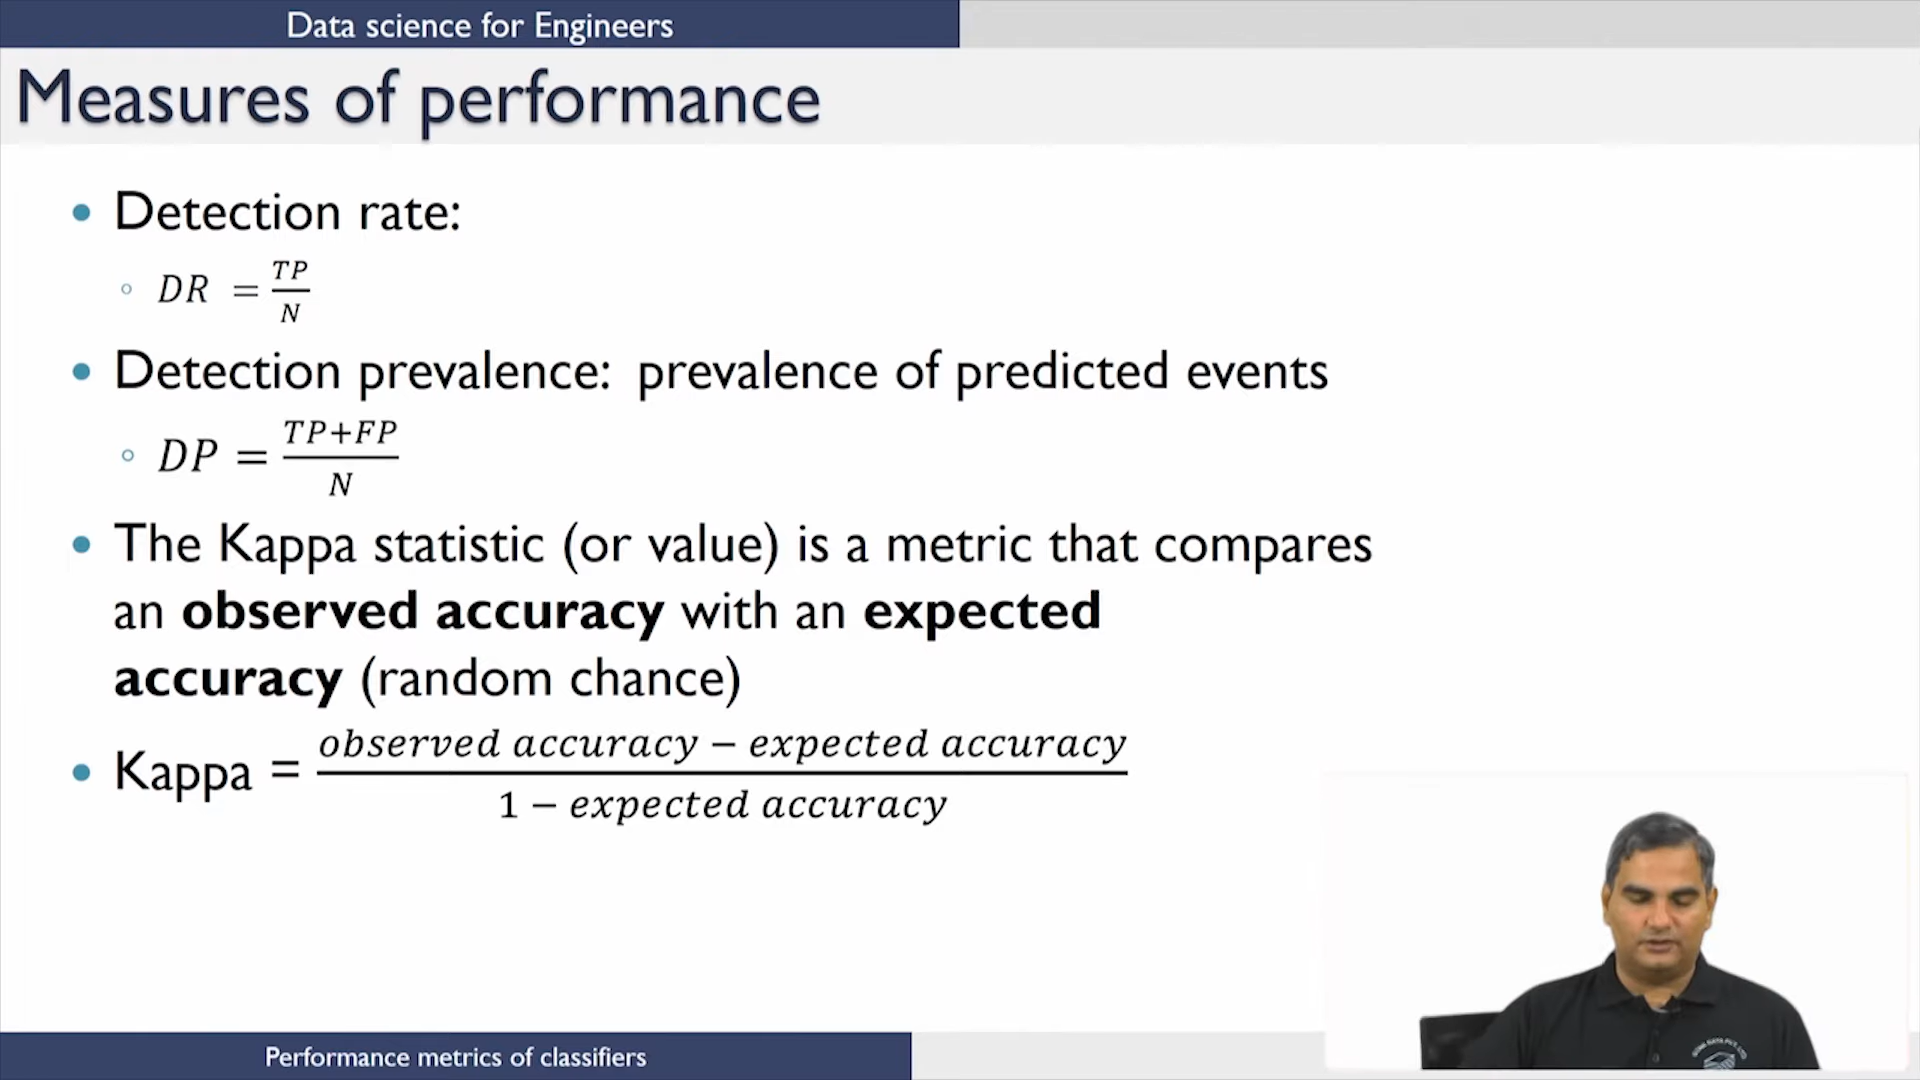 Data science for Engineers
Measures of performance
• Detection rate:
◦ DR = TP/N
• Detection prevalence: prevalence of predicted events
◦ DP = TP+FP/N
• The Kappa statistic (or value) is a metric that compares
an observed accuracy with an expected
accuracy (random chance)
• Kappa = observed accuracy − expected accuracy / 1 − expected accuracy
Performance metrics of classifiers